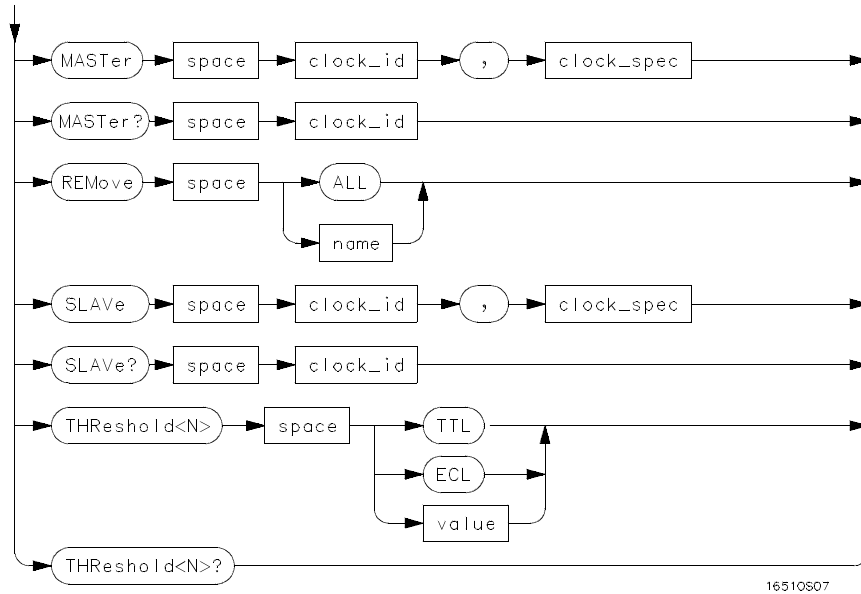 MASTer space clock_id , clock_spec
MASTer? space clock_id
REMove space ALL
name
SLAVe space clock_id , clock_spec
SLAVe? space clock_id
THReshold<N> space TTL
ECL
value
THReshold<N>?
16510S07